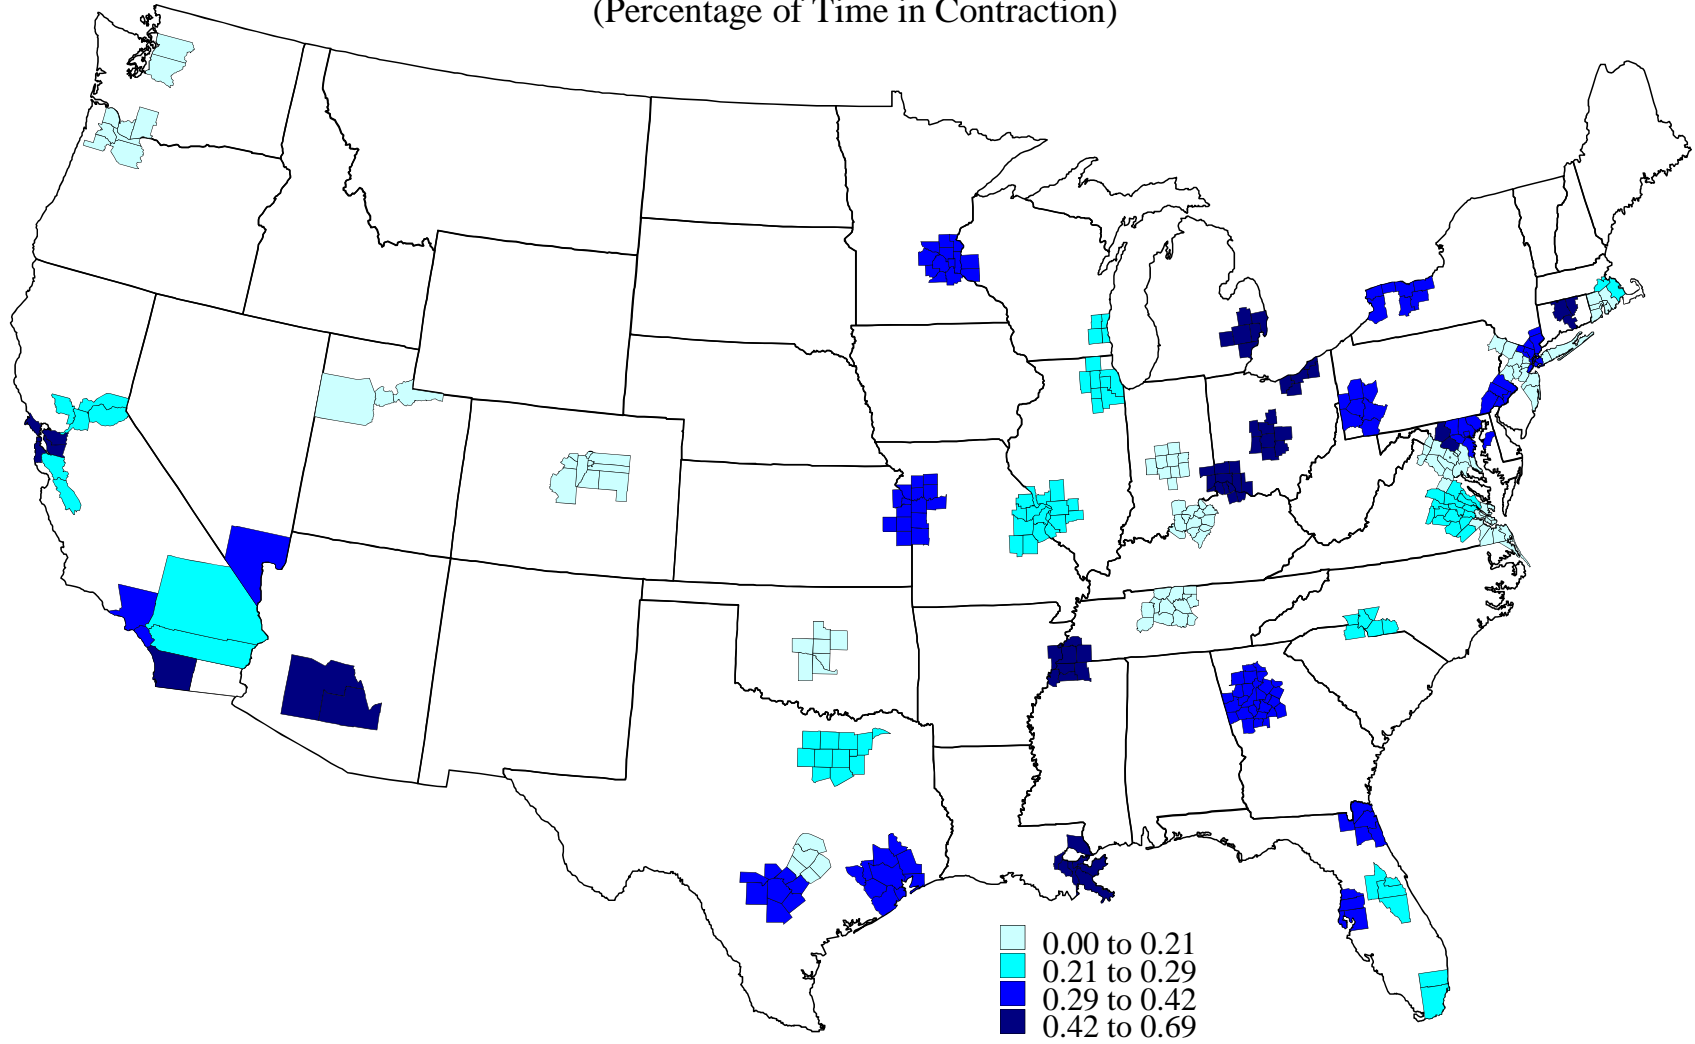 (Percentage of Time in Contraction)
0.00 to 0.21
0.21 to 0.29
0.29 to 0.42
0.42 to 0.69